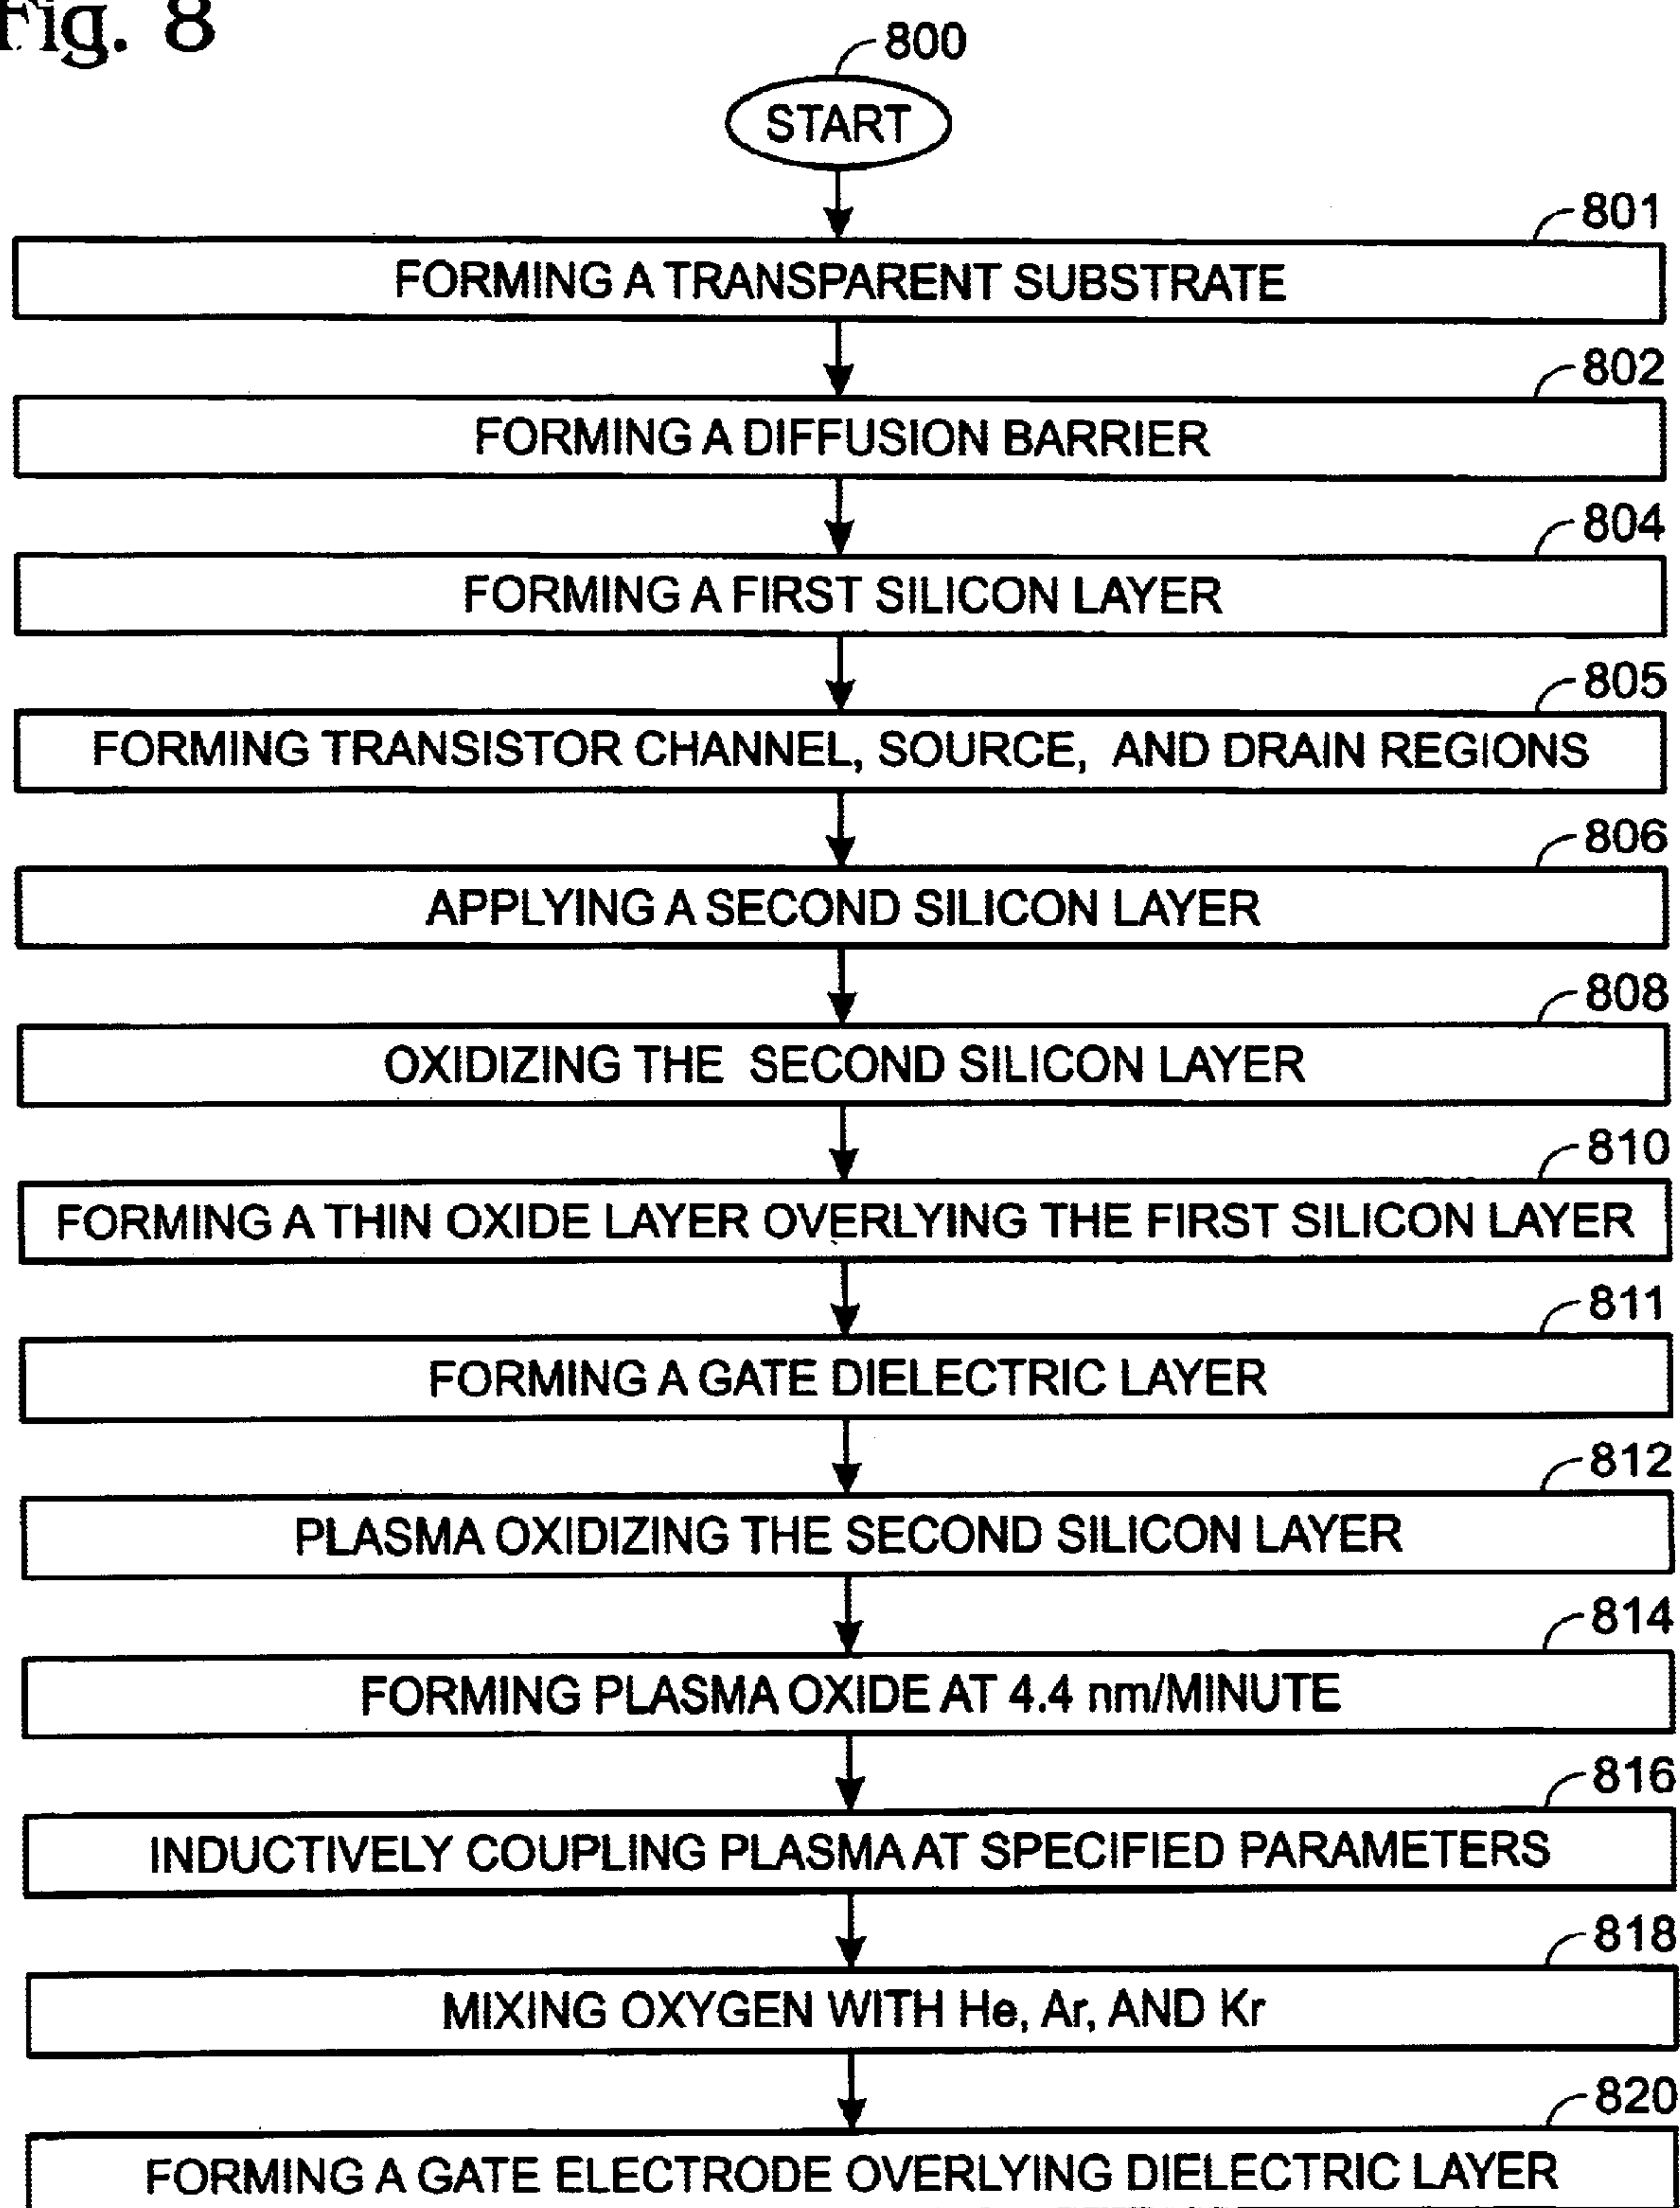 Fig. 8
800
START
801
FORMING A TRANSPARENT SUBSTRATE
802
FORMING A DIFFUSION BARRIER
804
FORMING A FIRST SILICON LAYER
805
FORMING TRANSISTOR CHANNEL, SOURCE, AND DRAIN REGIONS
806
APPLYING A SECOND SILICON LAYER
808
OXIDIZING THE SECOND SILICON LAYER
810
FORMING A THIN OXIDE LAYER OVERLYING THE FIRST SILICON LAYER
811
FORMING A GATE DIELECTRIC LAYER
812
PLASMA OXIDIZING THE SECOND SILICON LAYER
814
FORMING PLASMA OXIDE AT 4.4 nm/MINUTE
816
INDUCTIVELY COUPLING PLASMA AT SPECIFIED PARAMETERS
818
MIXING OXYGEN WITH He, Ar, AND Kr
820
FORMING A GATE ELECTRODE OVERLYING DIELECTRIC LAYER